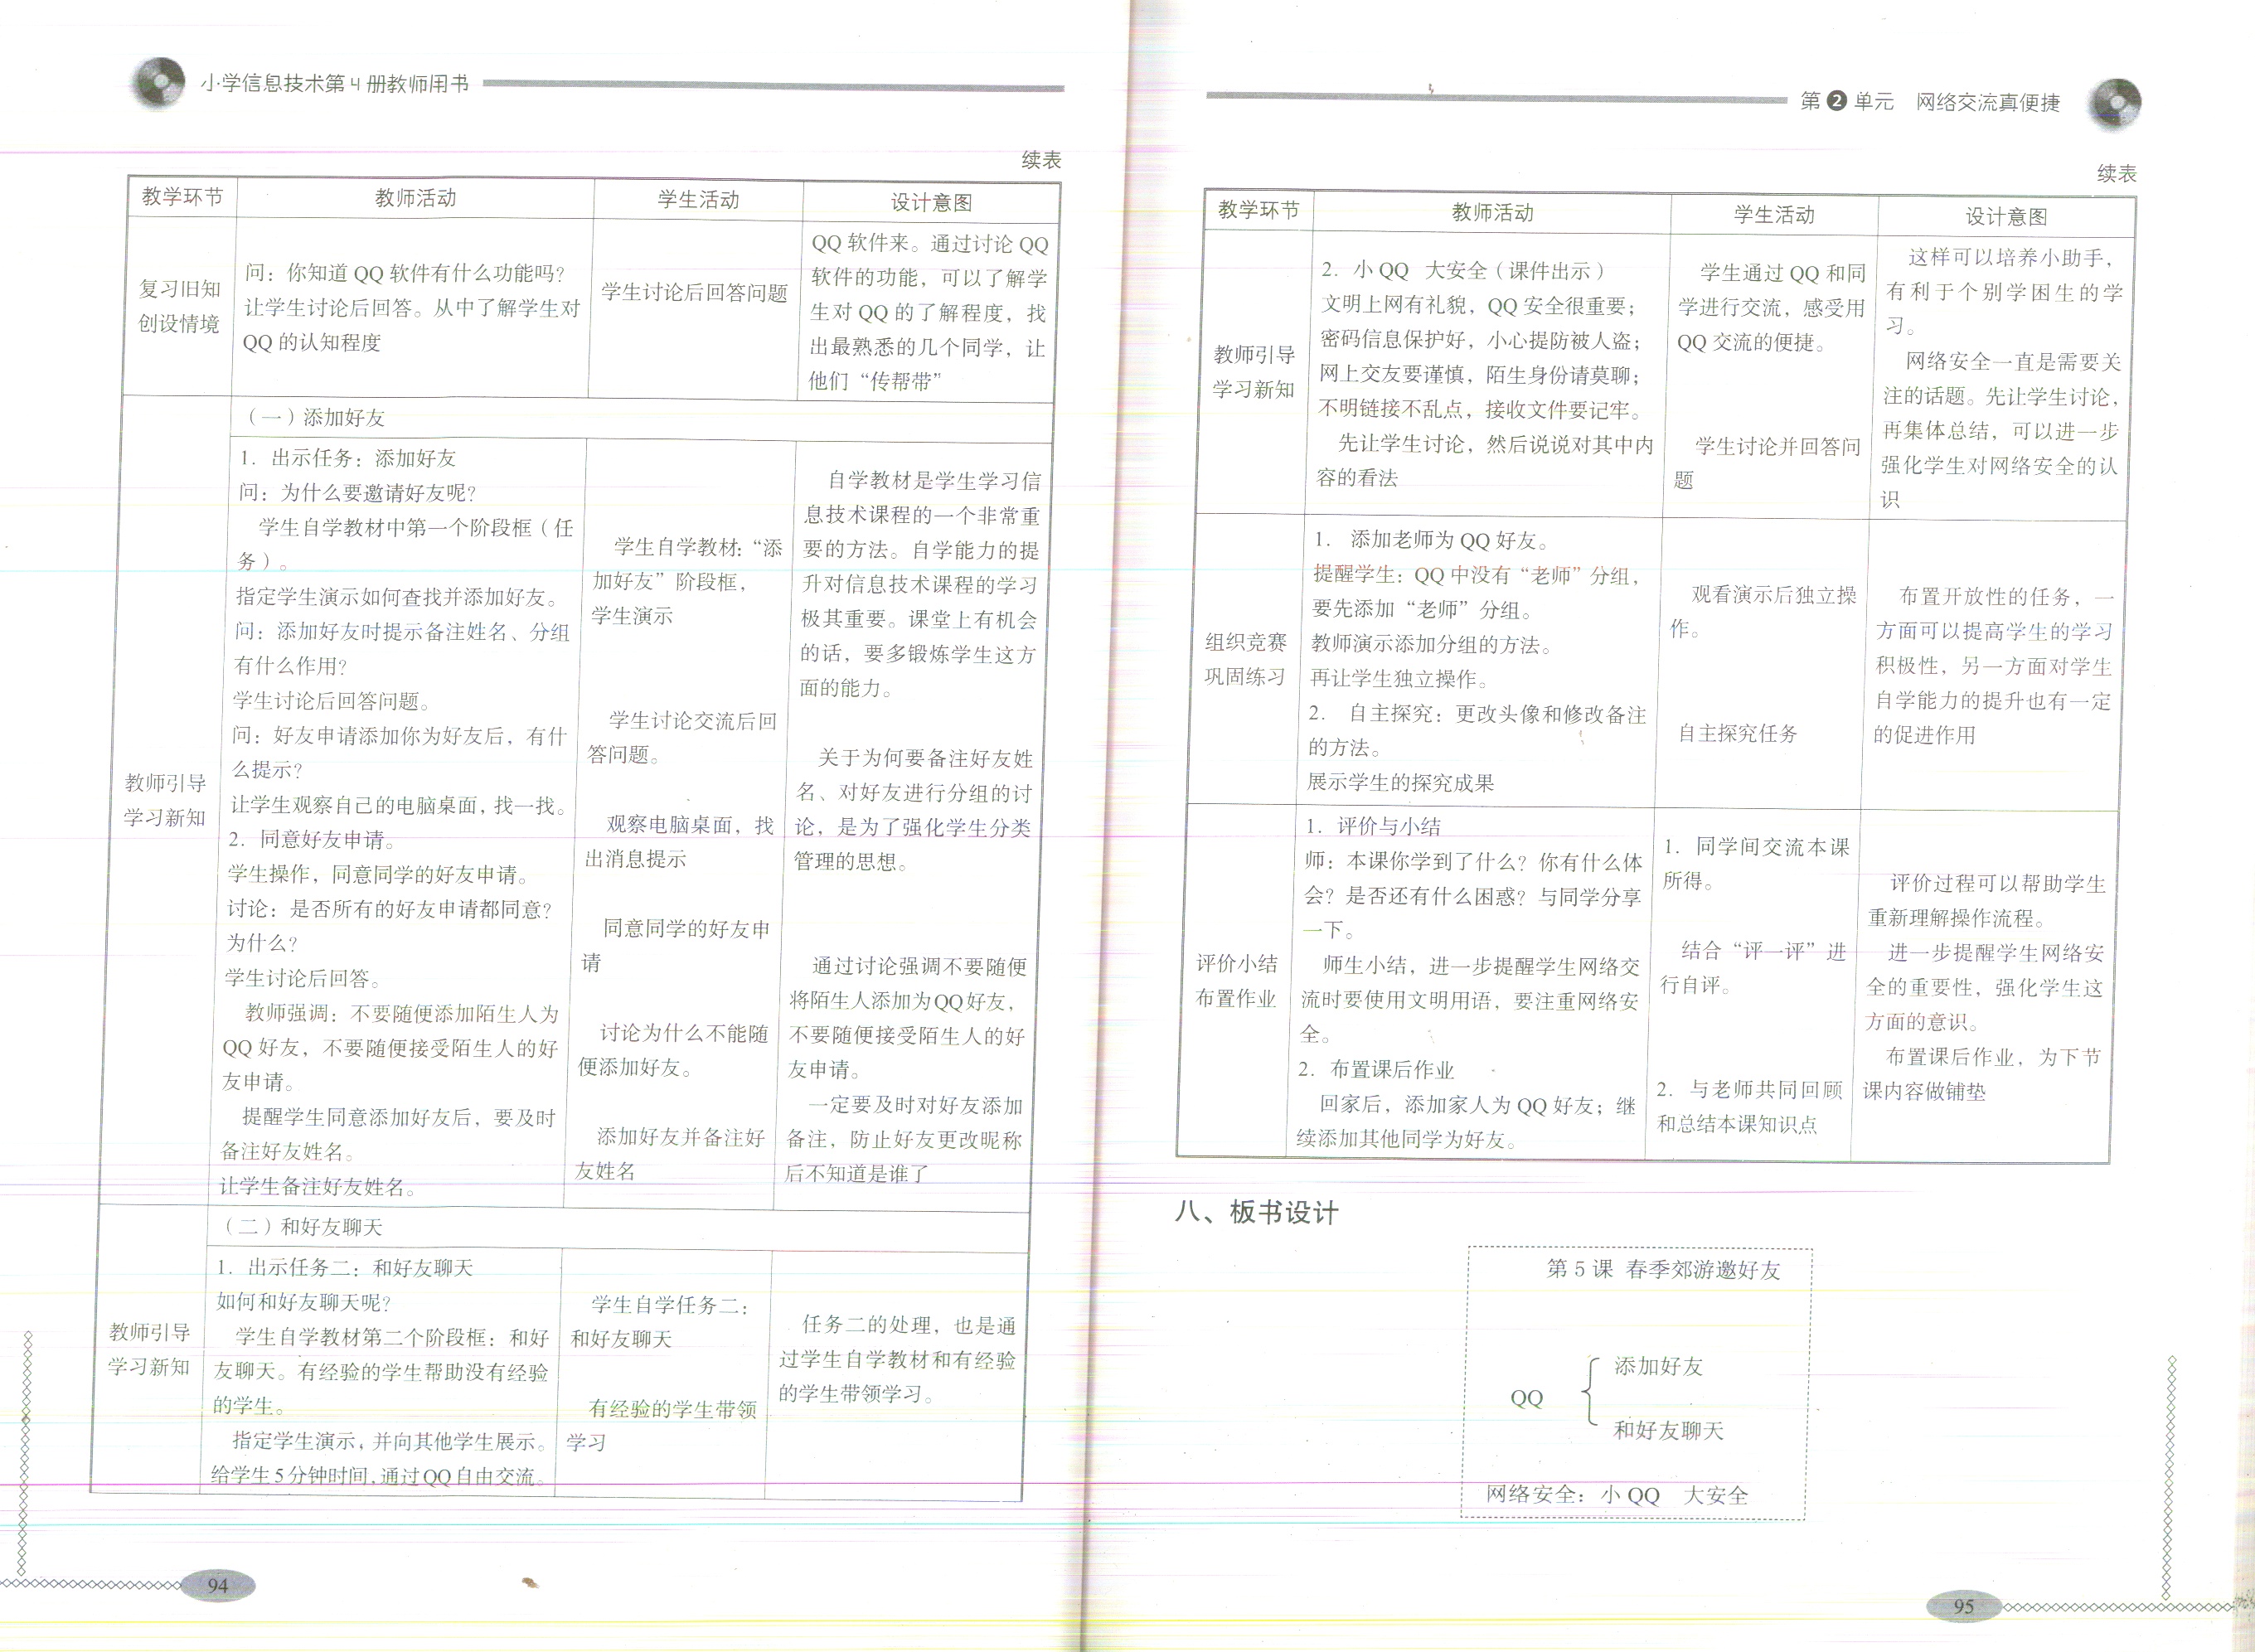 小学信息技术第4册教师用书
续表
教学环节
教师活动
学生活动
设计意图
复习旧知
创设情境
问：你知道 QQ 软件有什么功能吗？
让学生讨论后回答。从中了解学生对
QQ 的认知程度
学生讨论后回答问题
QQ 软件来。通过讨论 QQ
软件的功能，可以了解学
生对 QQ 的了解程度，找
出最熟悉的几个同学，让
他们“传帮带”
教师引导
学习新知
（一）添加好友
1. 出示任务：添加好友
问：为什么要邀请好友呢？
学生自学教材中第一个阶段框（任
务）。
指定学生演示如何查找并添加好友。
问：添加好友时提示备注姓名、分组
有什么作用？
学生讨论后回答问题。
问：好友申请添加你为好友后，有什
么提示？
让学生观察自己的电脑桌面，找一找。
2. 同意好友申请。
学生操作，同意同学的好友申请。
讨论：是否所有的好友申请都同意？
为什么？
学生讨论后回答。
教师强调：不要随便添加陌生人为
QQ 好友，不要随便接受陌生人的好
友申请。
提醒学生同意添加好友后，要及时
备注好友姓名。
让学生备注好友姓名。
学生自学教材：“添
加好友”阶段框，
学生演示
学生讨论交流后回
答问题。
观察电脑桌面，找
出消息提示
同意同学的好友申
请
讨论为什么不能随
便添加好友。
添加好友并备注好
友姓名
自学教材是学生学习信
息技术课程的一个非常重
要的方法。自学能力的提
升对信息技术课程的学习
极其重要。课堂上有机会
的话，要多锻炼学生这方
面的能力。
关于为何要备注好友姓
名、对好友进行分组的讨
论，是为了强化学生分类
管理的思想。
通过讨论强调不要随便
将陌生人添加为QQ好友，
不要随便接受陌生人的好
友申请。
一定要及时对好友添加
备注，防止好友更改昵称
后不知道是谁了
教师引导
学习新知
（二）和好友聊天
1. 出示任务二：和好友聊天
如何和好友聊天呢？
学生自学教材第二个阶段框：和好
友聊天。有经验的学生帮助没有经验
的学生。
指定学生演示，并向其他学生展示。
给学生5分钟时间，通过QQ自由交流。
学生自学任务二：
和好友聊天
有经验的学生带领
学习
任务二的处理，也是通
过学生自学教材和有经验
的学生带领学习。
94
第2单元 网络交流真便捷
续表
教学环节
教师活动
学生活动
设计意图
教师引导
学习新知
2. 小 QQ 大安全（课件出示）
文明上网有礼貌，QQ 安全很重要；
密码信息保护好，小心提防被人盗；
网上交友要谨慎，陌生身份请莫聊；
不明链接不乱点，接收文件要记牢。
先让学生讨论，然后说说对其中内
容的看法
学生通过 QQ 和同
学进行交流，感受用
QQ 交流的便捷。
学生讨论并回答问
题
这样可以培养小助手，
有利于个别学困生的学
习。
网络安全一直是需要关
注的话题。先让学生讨论，
再集体总结，可以进一步
强化学生对网络安全的认
识
组织竞赛
巩固练习
1. 添加老师为 QQ 好友。
提醒学生：QQ 中没有“老师”分组，
要先添加“老师”分组。
教师演示添加分组的方法。
再让学生独立操作。
2. 自主探究：更改头像和修改备注
的方法。
展示学生的探究成果
观看演示后独立操
作。
自主探究任务
布置开放性的任务，一
方面可以提高学生的学习
积极性，另一方面对学生
自学能力的提升也有一定
的促进作用
评价小结
布置作业
1. 评价与小结
师：本课你学到了什么？你有什么体
会？是否还有什么困惑？与同学分享
一下。
师生小结，进一步提醒学生网络交
流时要使用文明用语，要注重网络安
全。
2. 布置课后作业
回家后，添加家人为 QQ 好友；继
续添加其他同学为好友。
1. 同学间交流本课
所得。
结合“评一评”进
行自评。
2. 与老师共同回顾
和总结本课知识点
评价过程可以帮助学生
重新理解操作流程。
进一步提醒学生网络安
全的重要性，强化学生这
方面的意识。
布置课后作业，为下节
课内容做铺垫
八、板书设计
第 5 课 春季郊游邀好友
QQ
添加好友
和好友聊天
网络安全：小 QQ 大安全
95